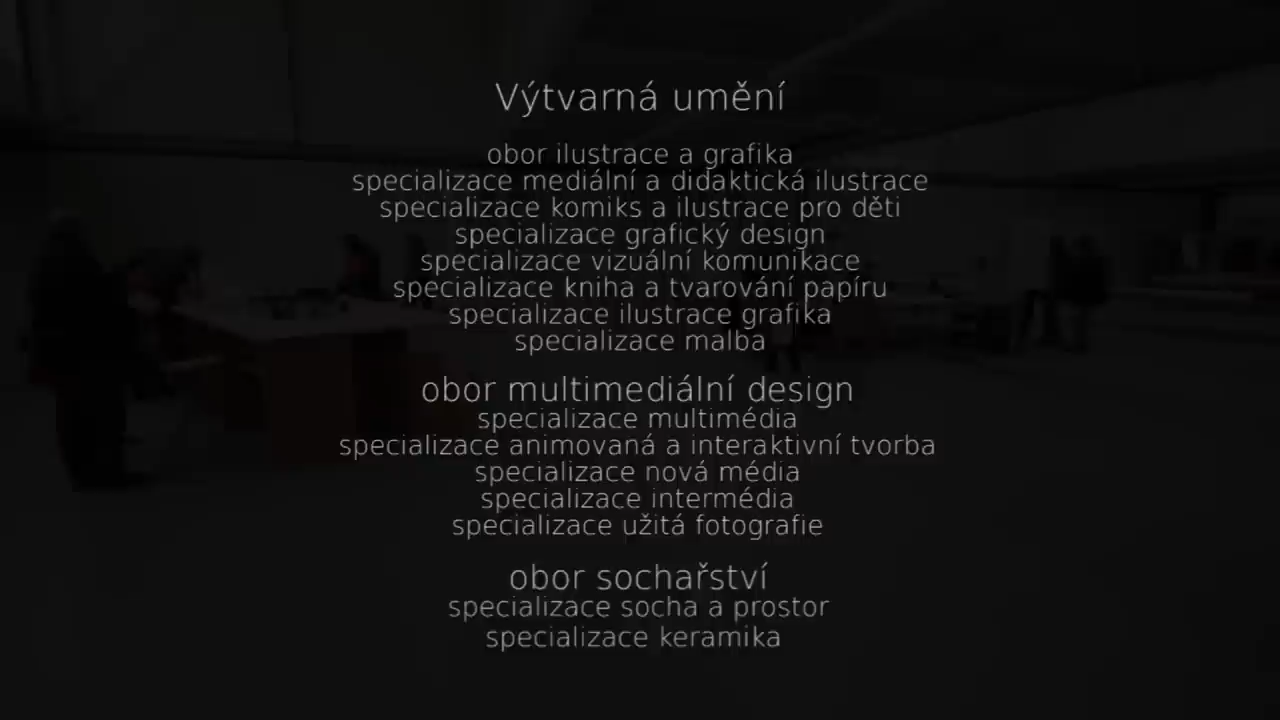 Výtvarná umění
obor ilustrace a grafika
specializace mediální a didaktická ilustrace
specializace komiks a ilustrace pro děti
specializace grafický design
specializace vizuální komunikace
specializace kniha a tvarování papíru
specializace ilustrace grafika
specializace malba
obor multimediální design
specializace multimédia
specializace animovaná a interaktivní tvorba
specializace nová média
specializace intermédia
specializace užitá fotografie
obor sochařství
specializace socha a prostor
specializace keramika